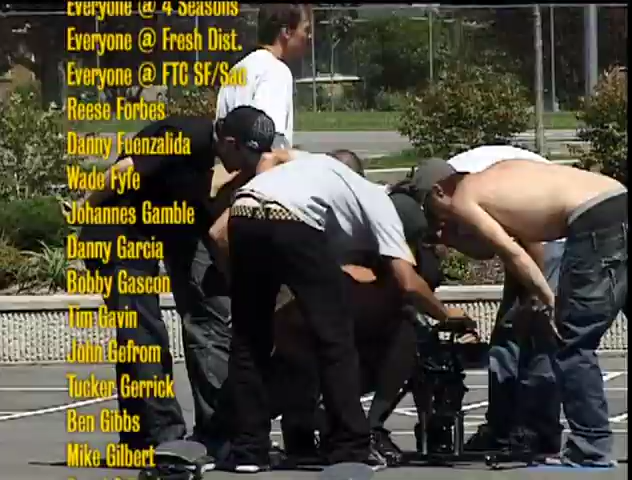 Everyone @ 4 Seasons
Everyone @ Fresh Dist.
Everyone @ FTC SF/Sac
Reese Forbes
Danny Fuenzalida
Wade Fyfe
Johannes Gamble
Danny Garcia
Bobby Gascon
Tim Gavin
John Gefrom
Tucker Gerrick
Ben Gibbs
Mike Gilbert